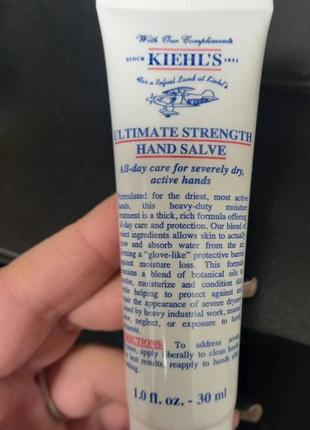 With Our Compliments
SINCE KIEHL'S 1851
For a Refuel Land at Kiehl's
ULTIMATE STRENGTH
HAND SALVE
All-day care for severely dry,
active hands
Formulated for the driest, most active
hands, this heavy-duty moisture
treatment is a thick, rich formula offering
all-day care and protection. Our blend of
ingredients allows skin to actually
and absorb water from the
a "glove-like" protective barrier
moisture loss. This formula
contains a blend of botanical oils to
moisturize and condition
while helping to protect against
the appearance of severe dryness
by heavy industrial work,
neglect, or exposure to
To address
apply liberally to clean
best results, reapply to hands
1.0 fl. oz. - 30 ml